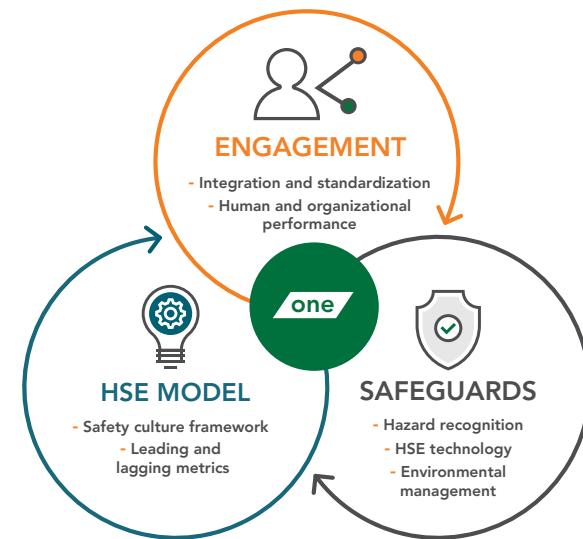 ENGAGEMENT
- Integration and standardization
- Human and organizational
performance
one
HSE MODEL
- Safety culture framework
- Leading and
lagging metrics
SAFEGUARDS
- Hazard recognition
- HSE technology
- Environmental
management